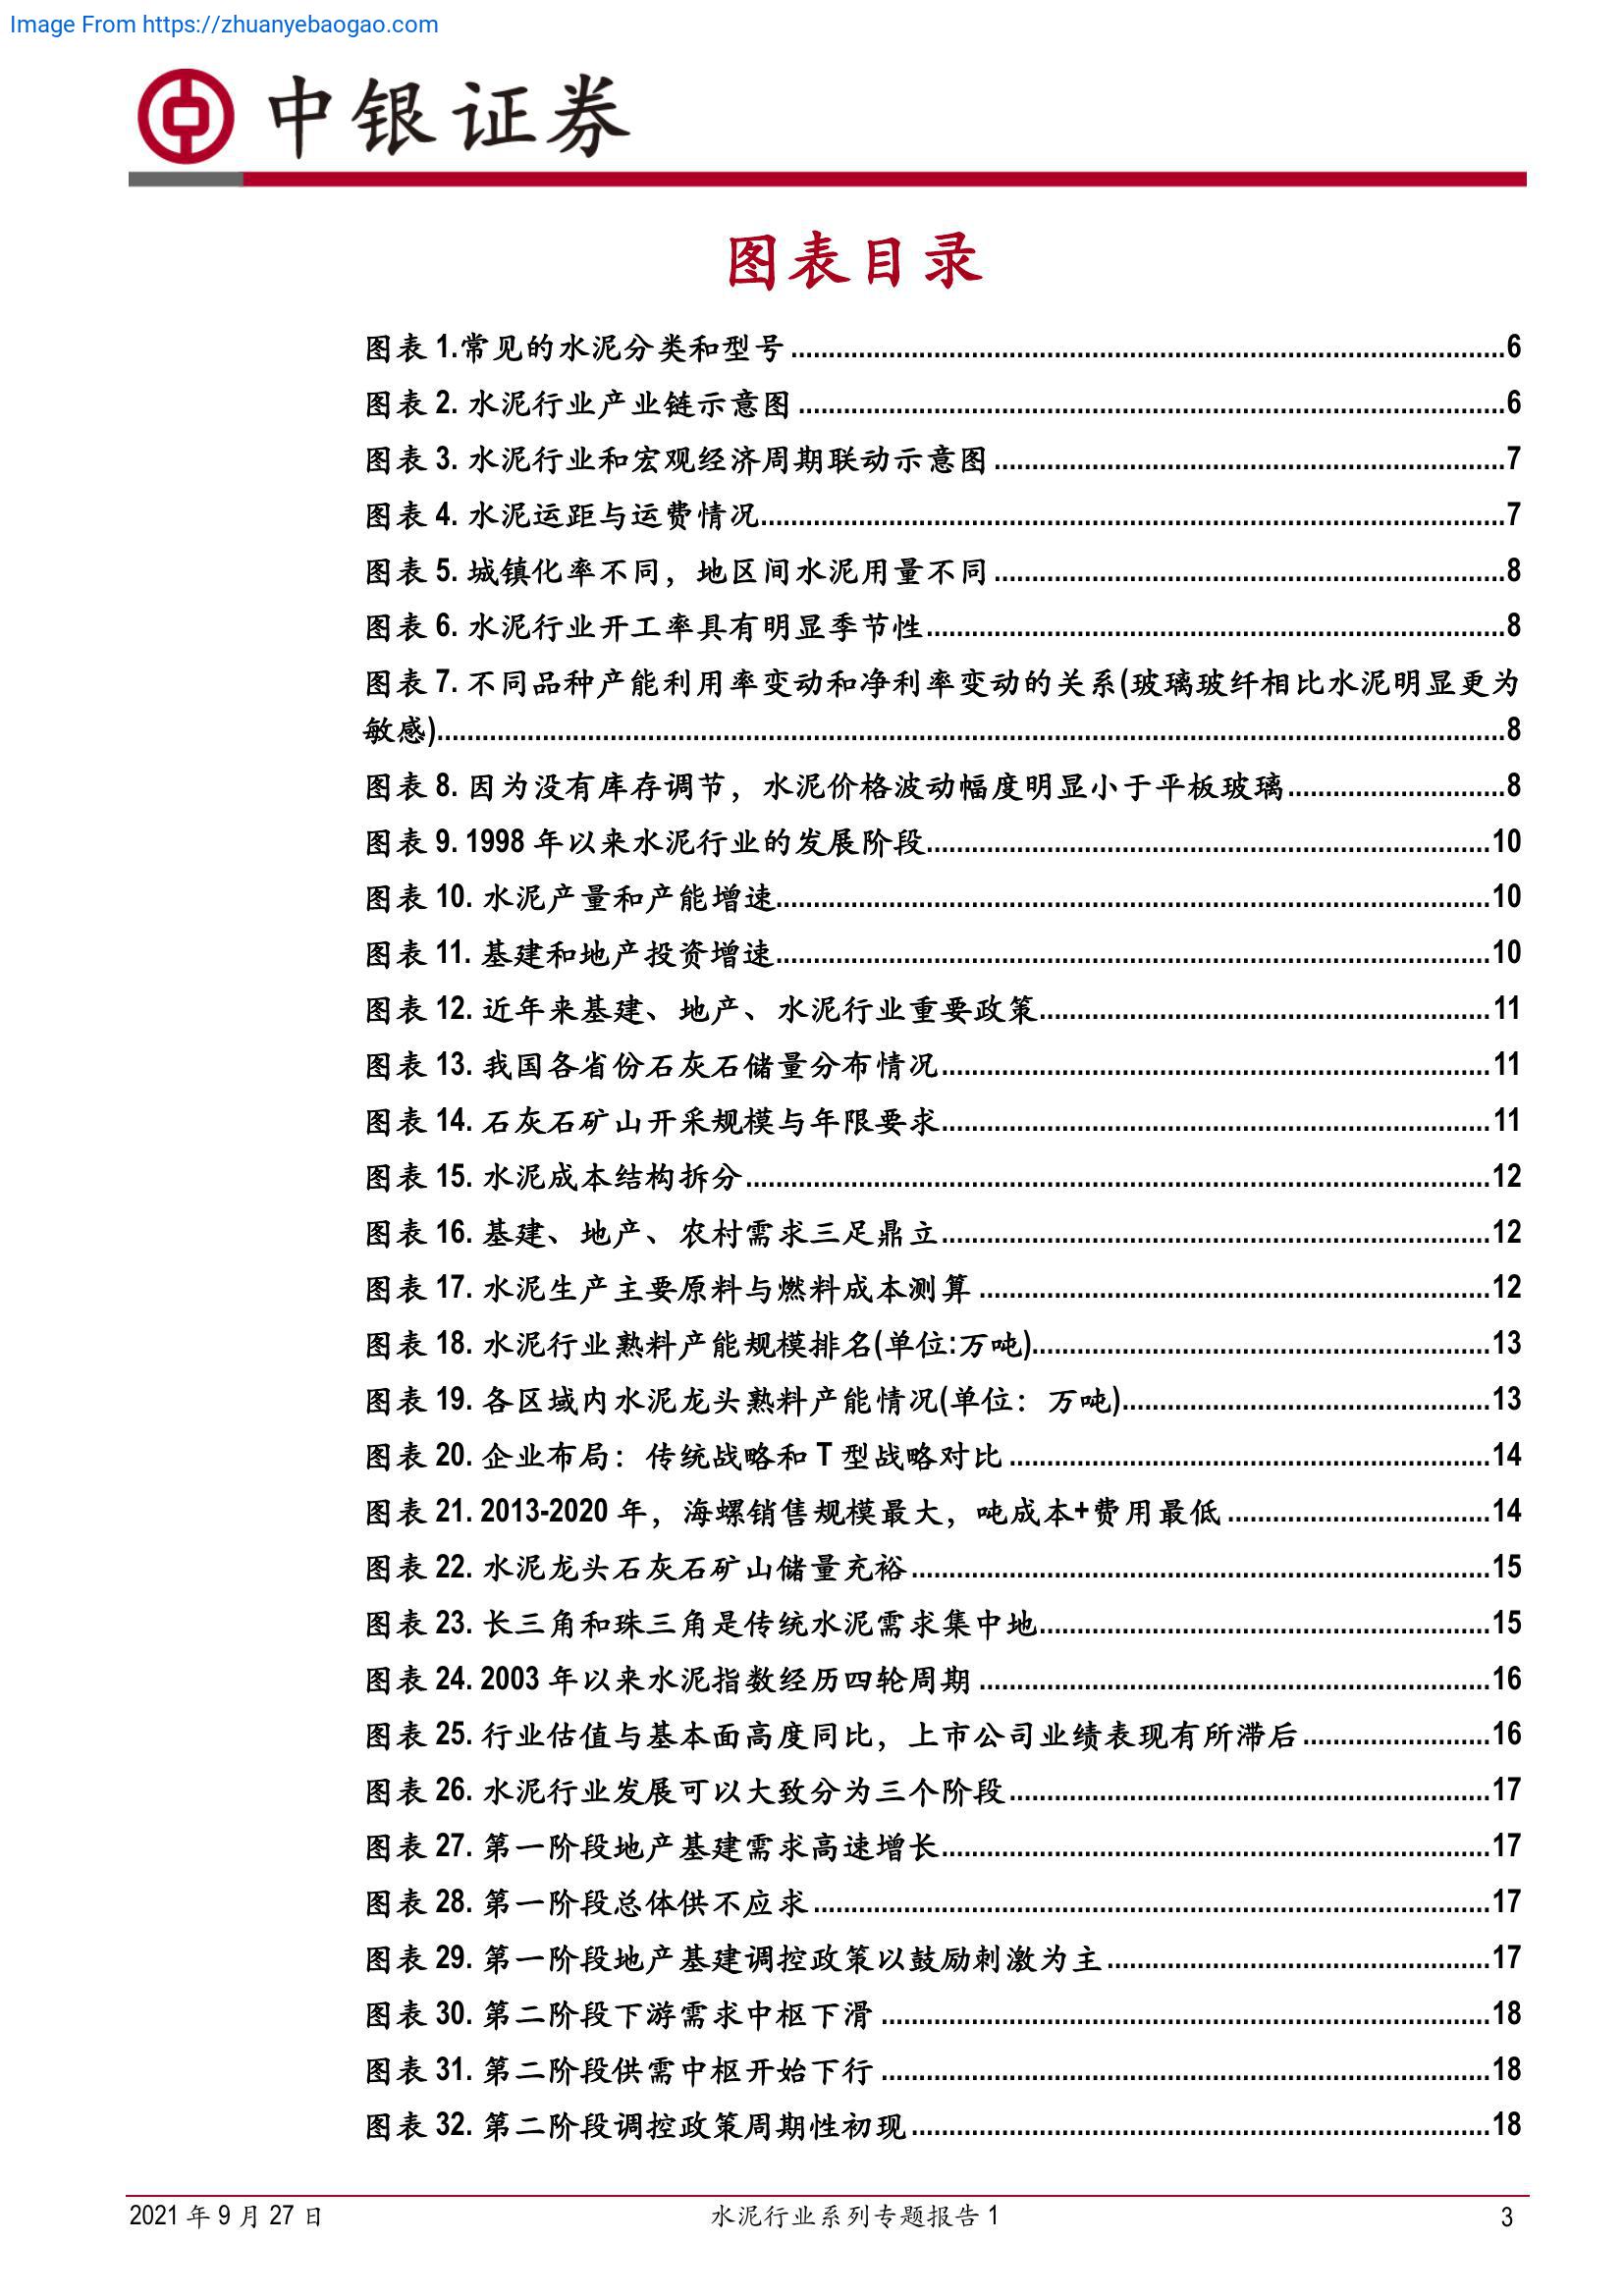 Image From https://zhuanyebaogao.com
中银证券
图表目录
图表 1.常见的水泥分类和型号......6
图表 2. 水泥行业产业链示意图......6
图表 3. 水泥行业和宏观经济周期联动示意图......7
图表 4. 水泥运距与运费情况......7
图表 5. 城镇化率不同，地区间水泥用量不同......8
图表 6. 水泥行业开工率具有明显季节性......8
图表 7. 不同品种产能利用率变动和净利率变动的关系(玻璃玻纤相比水泥明显更为
敏感)......8
图表 8. 因为没有库存调节，水泥价格波动幅度明显小于平板玻璃......8
图表 9. 1998 年以来水泥行业的发展阶段......10
图表 10. 水泥产量和产能增速......10
图表 11. 基建和地产投资增速......10
图表 12. 近年来基建、地产、水泥行业重要政策......11
图表 13. 我国各省份石灰石储量分布情况......11
图表 14. 石灰石矿山开采规模与年限要求......11
图表 15. 水泥成本结构拆分......12
图表 16. 基建、地产、农村需求三足鼎立......12
图表 17. 水泥生产主要原料与燃料成本测算......12
图表 18. 水泥行业熟料产能规模排名(单位:万吨)......13
图表 19. 各区域内水泥龙头熟料产能情况(单位：万吨)......13
图表 20. 企业布局：传统战略和 T 型战略对比......14
图表 21. 2013-2020 年，海螺销售规模最大，吨成本+费用最低......14
图表 22. 水泥龙头石灰石矿山储量充裕......15
图表 23. 长三角和珠三角是传统水泥需求集中地......15
图表 24. 2003 年以来水泥指数经历四轮周期......16
图表 25. 行业估值与基本面高度同比，上市公司业绩表现有所滞后......16
图表 26. 水泥行业发展可以大致分为三个阶段......17
图表 27. 第一阶段地产基建需求高速增长......17
图表 28. 第一阶段总体供不应求......17
图表 29. 第一阶段地产基建调控政策以鼓励刺激为主......17
图表 30. 第二阶段下游需求中枢下滑......18
图表 31. 第二阶段供需中枢开始下行......18
图表 32. 第二阶段调控政策周期性初现......18
2021 年 9 月 27 日
水泥行业系列专题报告 1
3